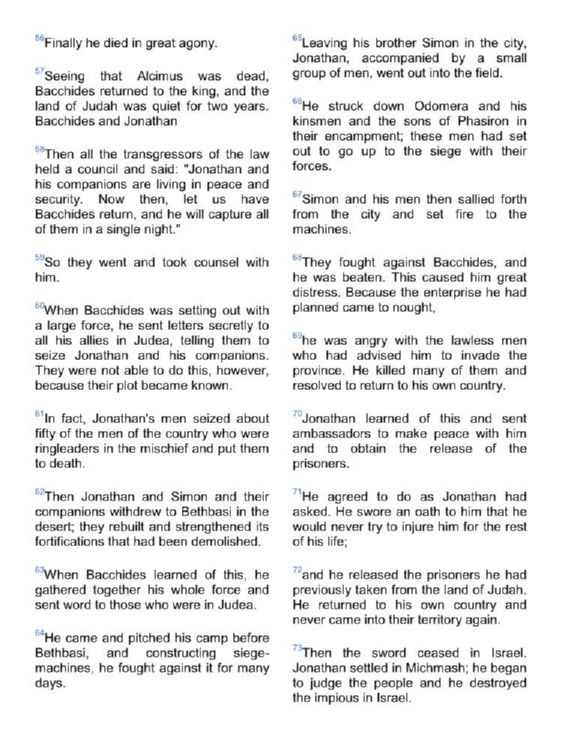 56Finally he died in great agony.
57Seeing that Alcimus was dead,
Bacchides returned to the king, and the
land of Judah was quiet for two years.
Bacchides and Jonathan
58Then all the transgressors of the law
held a council and said: "Jonathan and
his companions are living in peace and
security. Now then, let us have
Bacchides return, and he will capture all
of them in a single night."
59So they went and took counsel with
him.
60When Bacchides was setting out with
a large force, he sent letters secretly to
all his allies in Judea, telling them to
seize Jonathan and his companions.
They were not able to do this, however,
because their plot became known.
61In fact, Jonathan's men seized about
fifty of the men of the country who were
ringleaders in the mischief and put them
to death.
62Then Jonathan and Simon and their
companions withdrew to Bethbasi in the
desert; they rebuilt and strengthened its
fortifications that had been demolished.
63When Bacchides learned of this, he
gathered together his whole force and
sent word to those who were in Judea.
64He came and pitched his camp before
Bethbasi, and constructing siege-
machines, he fought against it for many
days.
65Leaving his brother Simon in the city,
Jonathan, accompanied by a small
group of men, went out into the field.
66He struck down Odomera and his
kinsmen and the sons of Phasiron in
their encampment; these men had set
out to go up to the siege with their
forces.
67Simon and his men then sallied forth
from the city and set fire to the
machines.
68They fought against Bacchides, and
he was beaten. This caused him great
distress. Because the enterprise he had
planned came to nought,
69he was angry with the lawless men
who had advised him to invade the
province. He killed many of them and
resolved to return to his own country.
70Jonathan learned of this and sent
ambassadors to make peace with him
and to obtain the release of the
prisoners.
71He agreed to do as Jonathan had
asked. He swore an oath to him that he
would never try to injure him for the rest
of his life;
72and he released the prisoners he had
previously taken from the land of Judah.
He returned to his own country and
never came into their territory again.
73Then the sword ceased in Israel.
Jonathan settled in Michmash; he began
to judge the people and he destroyed
the impious in Israel.